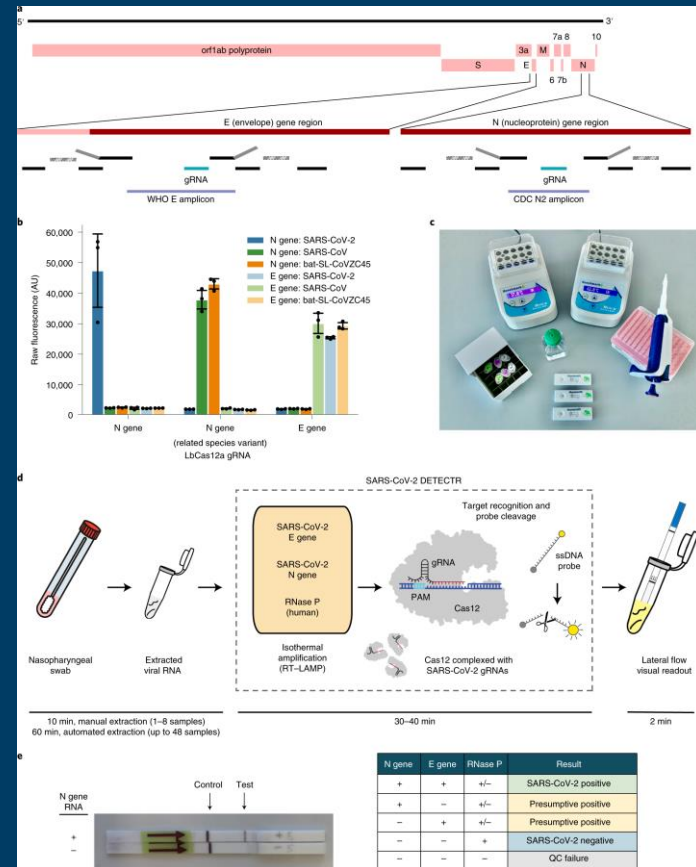 a
5′ 3′
7a 8 10
orf1ab polyprotein 3a M
S E N
6 7b
E (envelope) gene region N (nucleoprotein) gene region
gRNA gRNA
WHO E amplicon CDC N2 amplicon
b
Raw fluorescence (AU)
60,000
50,000
40,000
30,000
20,000
10,000
0
N gene: SARS-CoV-2
N gene: SARS-CoV
N gene: bat-SL-CoVZC45
E gene: SARS-CoV-2
E gene: SARS-CoV
E gene: bat-SL-CoVZC45
N gene N gene E gene
(related species variant)
LbCas12a gRNA
c
d
SARS-CoV-2 DETECTR
SARS-CoV-2
E gene
SARS-CoV-2
N gene
RNase P
(human)
Isothermal
amplification
(RT–LAMP)
Target recognition and
probe cleavage
gRNA
PAM
Cas12
ssDNA
probe
Cas12 complexed with
SARS-CoV-2 gRNAs
Nasopharyngeal
swab
Extracted
viral RNA
Lateral flow
visual readout
10 min, manual extraction (1–8 samples)
60 min, automated extraction (up to 48 samples)
30–40 min
2 min
e
N gene
RNA
Control Test
+
–
N gene E gene RNase P Result
+ + +/– SARS-CoV-2 positive
+ – +/– Presumptive positive
– + +/– Presumptive positive
– – + SARS-CoV-2 negative
– – – QC failure